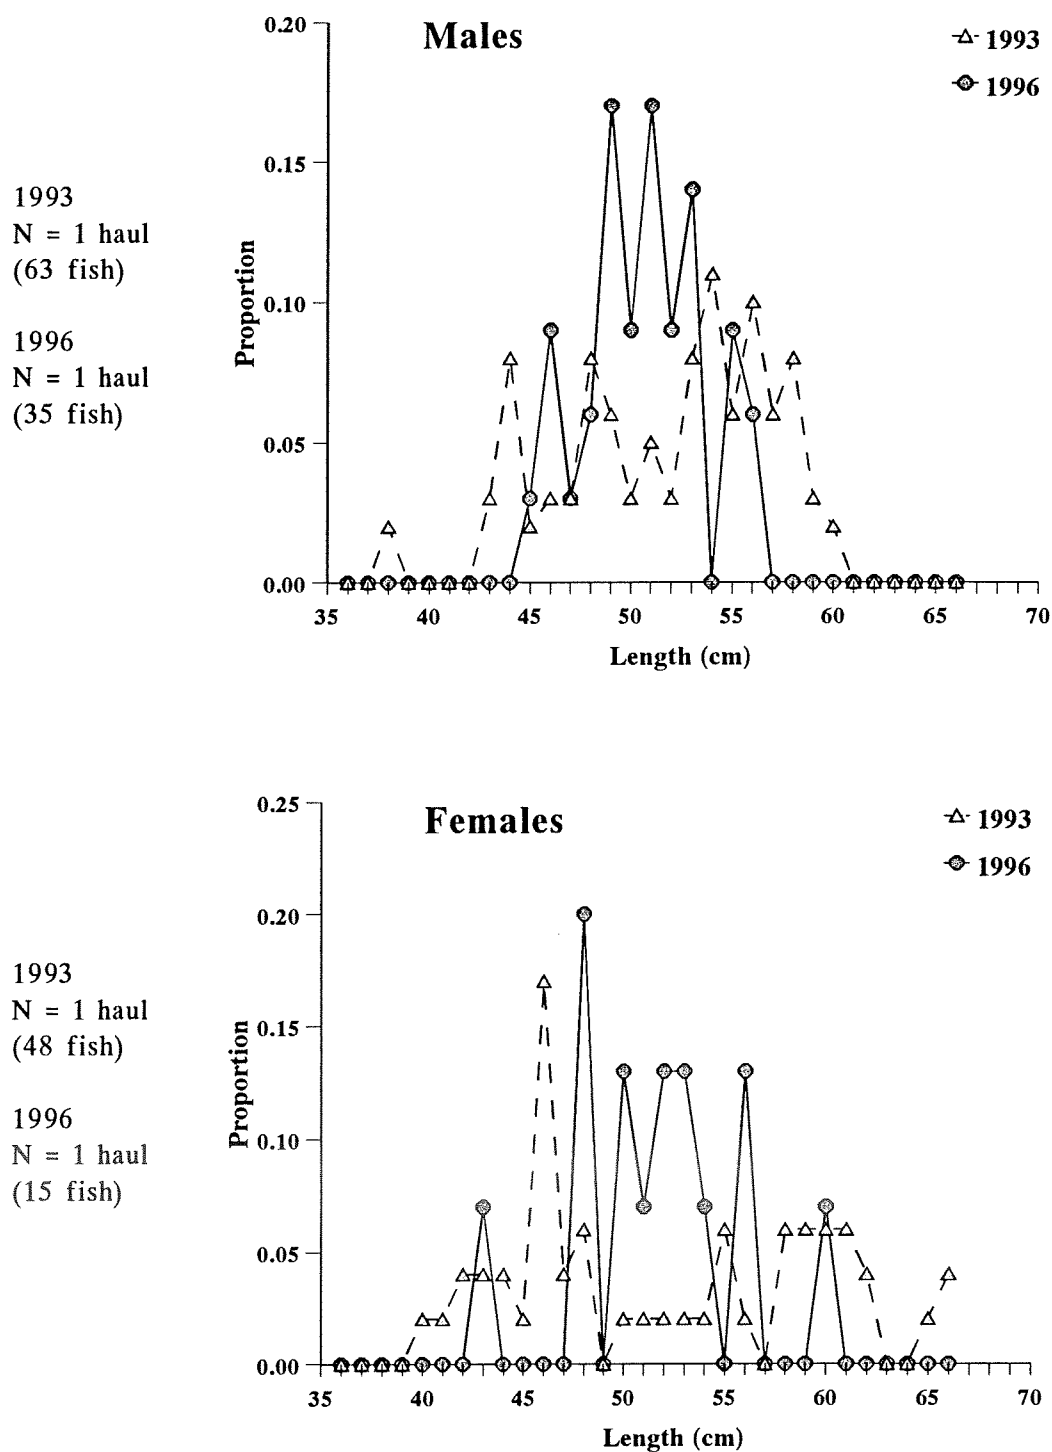 Males
1993
1996
0.20
0.15
0.10
0.05
0.00
Proportion
1993
N = 1 haul
(63 fish)
1996
N = 1 haul
(35 fish)
35 40 45 50 55 60 65 70
Length (cm)
Females
1993
1996
0.25
0.20
0.15
0.10
0.05
0.00
Proportion
1993
N = 1 haul
(48 fish)
1996
N = 1 haul
(15 fish)
35 40 45 50 55 60 65 70
Length (cm)